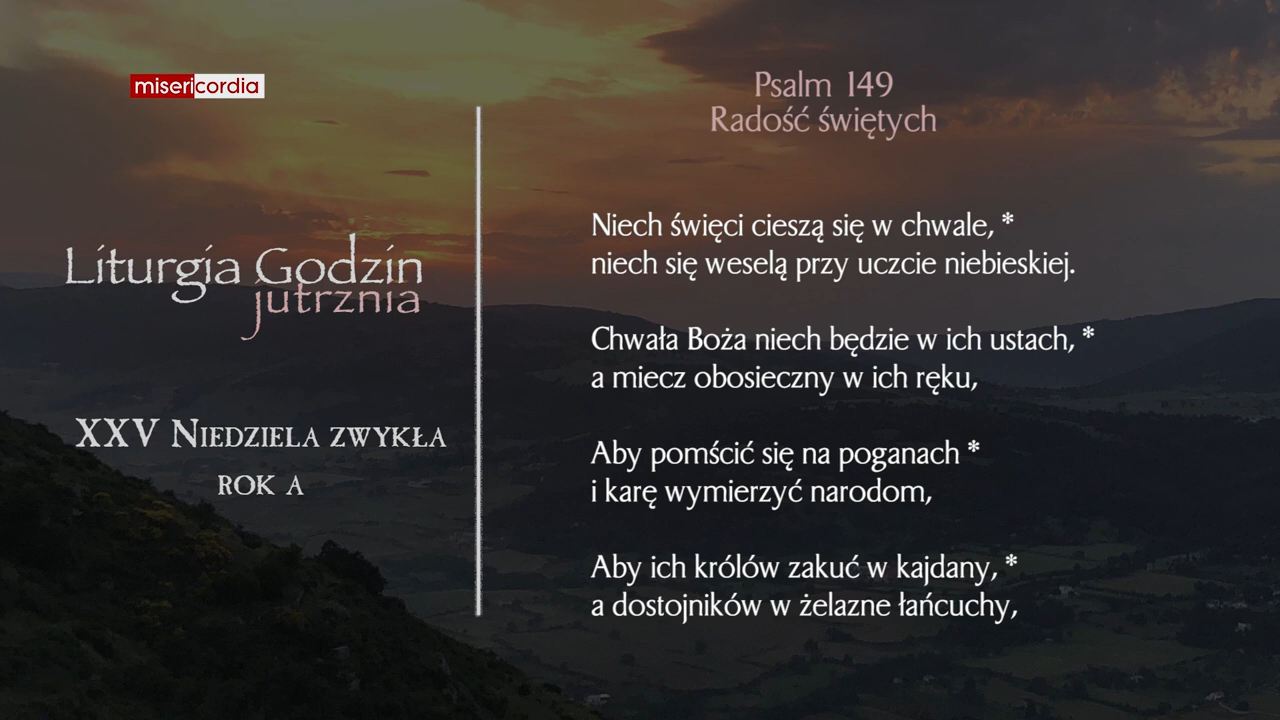 misericordia
Liturgia Godzin
jutrznia
XXV Niedziela zwykła
rok A
Psalm 149
Radość świętych
Niech święci cieszą się w chwale, *
niech się weselą przy uczcie niebieskiej.
Chwała Boża niech będzie w ich ustach, *
a miecz obosieczny w ich ręku,
Aby pomścić się na poganach *
i karę wymierzyć narodom,
Aby ich królów zakuć w kajdany, *
a dostojników w żelazne łańcuchy,